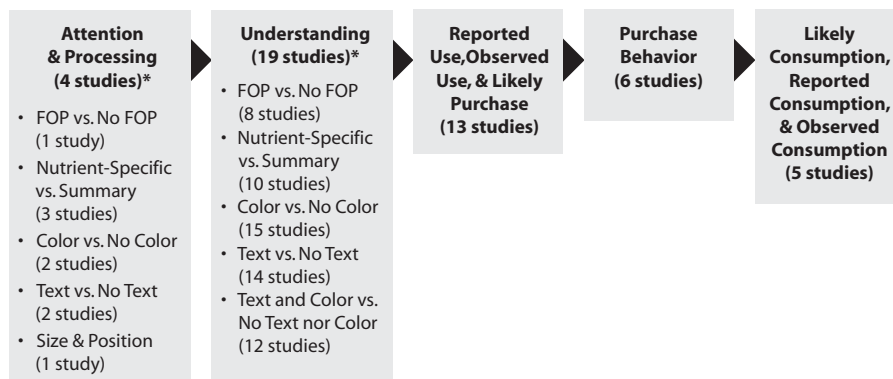 Attention
& Processing
(4 studies)*
• FOP vs. No FOP
(1 study)
• Nutrient-Specific
vs. Summary
(3 studies)
• Color vs. No Color
(2 studies)
• Text vs. No Text
(2 studies)
• Size & Position
(1 study)
Understanding
(19 studies)*
• FOP vs. No FOP
(8 studies)
• Nutrient-Specific
vs. Summary
(10 studies)
• Color vs. No Color
(15 studies)
• Text vs. No Text
(14 studies)
• Text and Color vs.
No Text nor Color
(12 studies)
Reported
Use,Observed
Use, & Likely
Purchase
(13 studies)
Purchase
Behavior
(6 studies)
Likely
Consumption,
Reported
Consumption,
& Observed
Consumption
(5 studies)